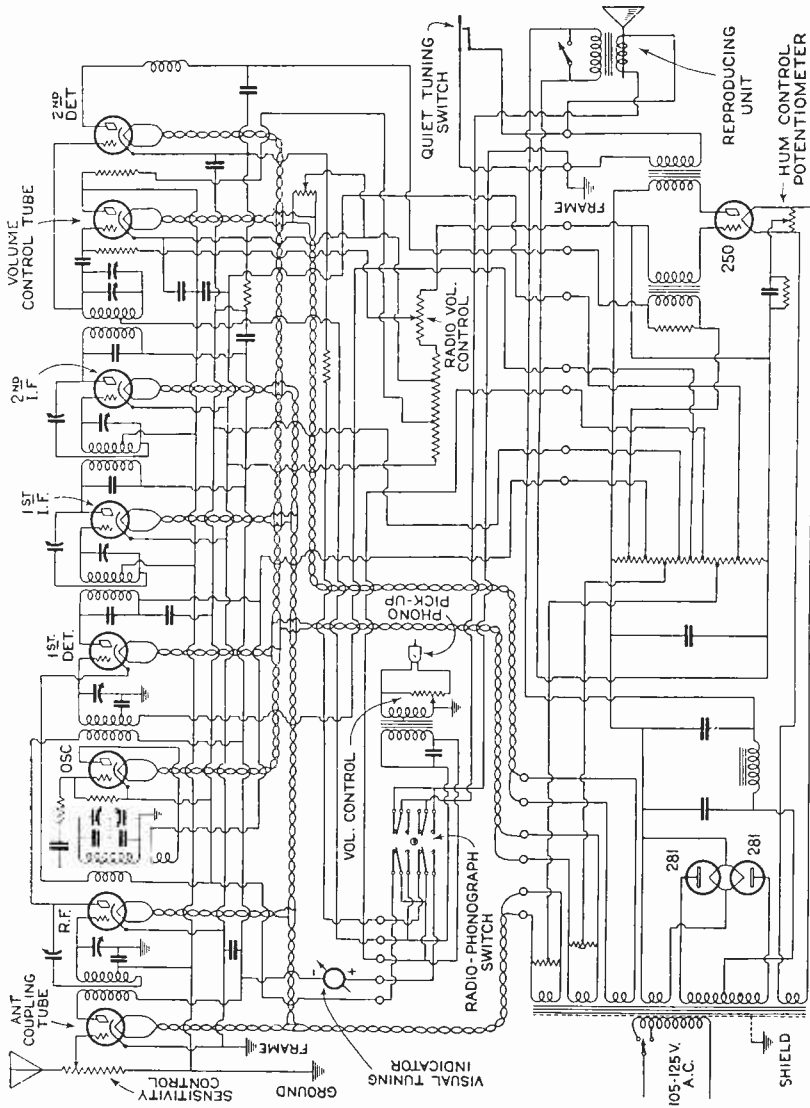 ANT.
COUPLING
TUBE
R.F.
OSC
1ST.
DET.
1ST
I.F.
2ND
I.F.
VOLUME
CONTROL TUBE
2ND
DET
SENSITIVITY
CONTROL
GROUND
FRAME
VISUAL TUNING
INDICATOR
-
+
RADIO-PHONOGRAPH
SWITCH
VOL. CONTROL
PHONO
PICK-UP
RADIO VOL.
CONTROL
QUIET TUNING
SWITCH
FRAME
REPRODUCING
UNIT
105-125 V.
A.C.
SHIELD
281
281
250
HUM CONTROL
POTENTIOMETER